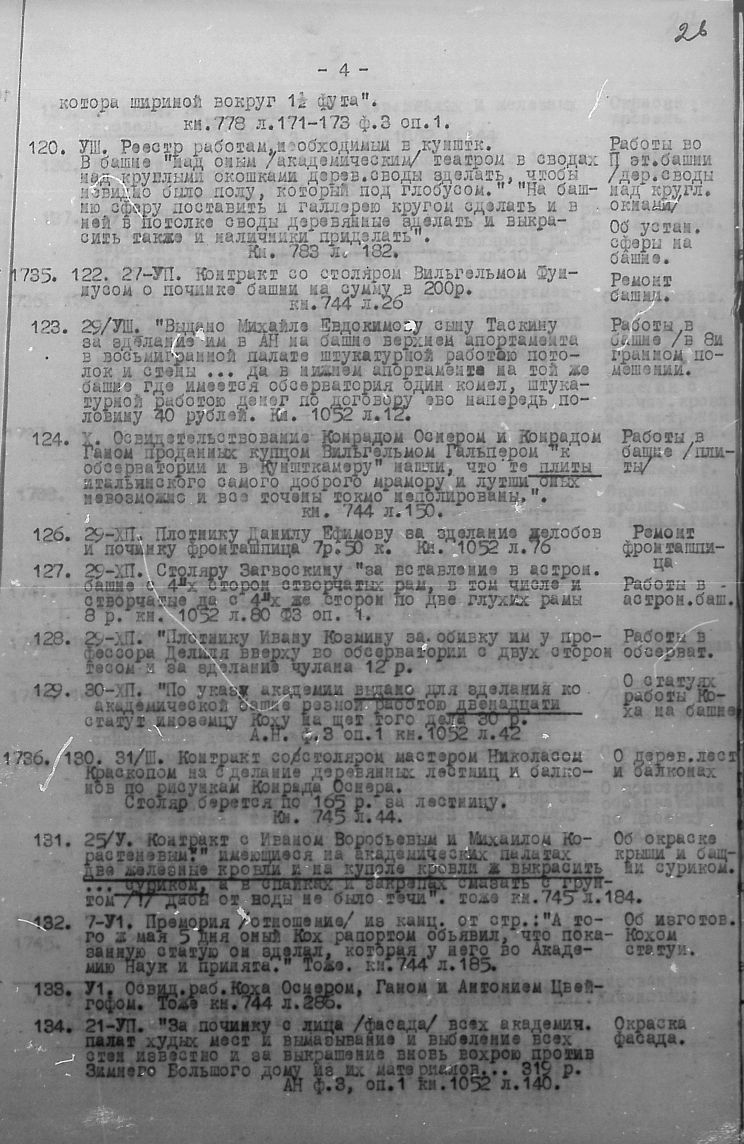 26
- 4 -
котора шириной вокруг 1½ фута".
кн.778 л.171-173 ф.3 оп.1.
120. УШ. Реестр работам,необходимым в кунштк. Работы во
В башне "над оным /академическим/ театром в сводах П эт.башни
над круглыми окошками дерев.своды зделать, чтобы /дер.своды
невидно было полу, который под глобусом." "На баш- над кругл.
ню сферу поставить и галлерею кругом зделать и в окнами/
ней в потолке своды деревянные зделать и выкра- Об устан.
сить также и наличники приделать". сферы на
Кн. 783 л. 182. башне.
1735. 122. 27-УП. Контракт со столяром Вильгельмом Фун- Ремонт
нусом о починке башни на сумму в 200р. башни.
кн.744 л.26
123. 29/УШ. "Выдано Михайле Евдокимову сыну Таскину Работы в
за зделание им в АН на башне верхнем апортамента башне /в 8и
в восьмигранной палате штукатурной работою пото- гранном по-
лок и стены ... да в нижнем апортаменте на той же мещении.
башне где имеется обсерватория один комел, штука-
турной работою денег по договору ево напередь по-
ловину 40 рублей. Кн. 1052 л.12.
124. X. Освидетельствование Конрадом Оснером и Конрадом Работы в
Ганом проданных купцом Вильгельмом Гальпером "к башне /пли-
обсерватории и в Куншткамеру" нашли, что те плиты ты/
итальянского самого доброго мрамору и лутши оных
невозможно и все точены токмо неполированы.".
кн. 744 л.150.
126. 29-ХП. Плотнику Данилу Ефимову за зделание желобов Ремонт
и починку фронташпица 7р.50 к. Кн. 1052 л.76 фронташпи-
ца
127. 29-ХП. Столяру Загвоскину "за вставление в астрон.
башне с 4-х сторон створчатых рам, в том числе и Работы в -
створчатые да с 4-х же сторон по две глухих рамы астрон.баш.
8 р. кн. 1052 л.80 Ф3 оп. 1.
128. 29-ХП. "Плотнику Ивану Козмину за обивку им у про- Работы в
фессора Делиля вверху во обсерватории с двух сторон обсерват.
тесом и за зделание чулана 12 р.
129. 30-ХП. "По указу академии выдано для зделания ко О статуях
академической башне резной работою двенадцати работы Ко-
статут иноземцу Коху на щет того дела 30 р. ха на башне
А.Н. ф.3 оп.1 кн.1052 л.42
1736. 130. 31/Ш. Контракт со столяром мастером Николасом О дерев.лест
Краскопом на сделание деревянных лестниц и балко- и балконах
нов по рисункам Конрада Оснера.
Столяр берется по 165 р. за лестницу.
Кн. 745 л.44.
131. 25/У. Контракт с Иваном Воробьевым и Михаилом Ко- Об окраске
растеневым:" имеющиеся на академических палатах крыши и баш-
две железные кровли и на куполе кровли ж выкрасить ни суриком.
... суриком, а в спайках и закрепах смазать с грун-
том /1/ дабы от воды не было течи". тоже кн.745 л.184.
132. 7-У1. Премория /отношение/ из канц. от стр.:"А то- Об изготов.
го ж мая 5 дня оный Кох рапортом объявил, что пока- Кохом
занную статую он зделал, которая у него во Акаде- статуи.
мию Наук и принята." Тоже. кн.744 л.185.
133. У1. Освид.раб.Коха Оснером, Ганом и Антонием Цвей-
гофом. Тоже кн.744 л.286.
134. 21-УП. "За починку с лица /фасада/ всех академич. Окраска
палат худых мест и вымазывание и выбеление всех фасада.
стен известно и за выкрашение вновь вохрою против
Зимнего Большого дому из их материалов... 319 р.
АН ф.3, оп.1 кн.1052 л.140.